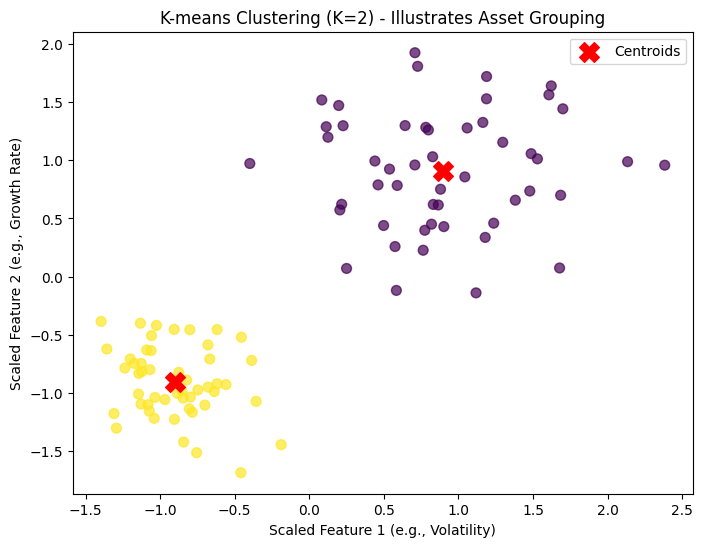 K-means Clustering (K=2) - Illustrates Asset Grouping
Centroids
2.0
1.5
1.0
0.5
0.0
−0.5
−1.0
−1.5
Scaled Feature 2 (e.g., Growth Rate)
−1.5 −1.0 −0.5 0.0 0.5 1.0 1.5 2.0 2.5
Scaled Feature 1 (e.g., Volatility)